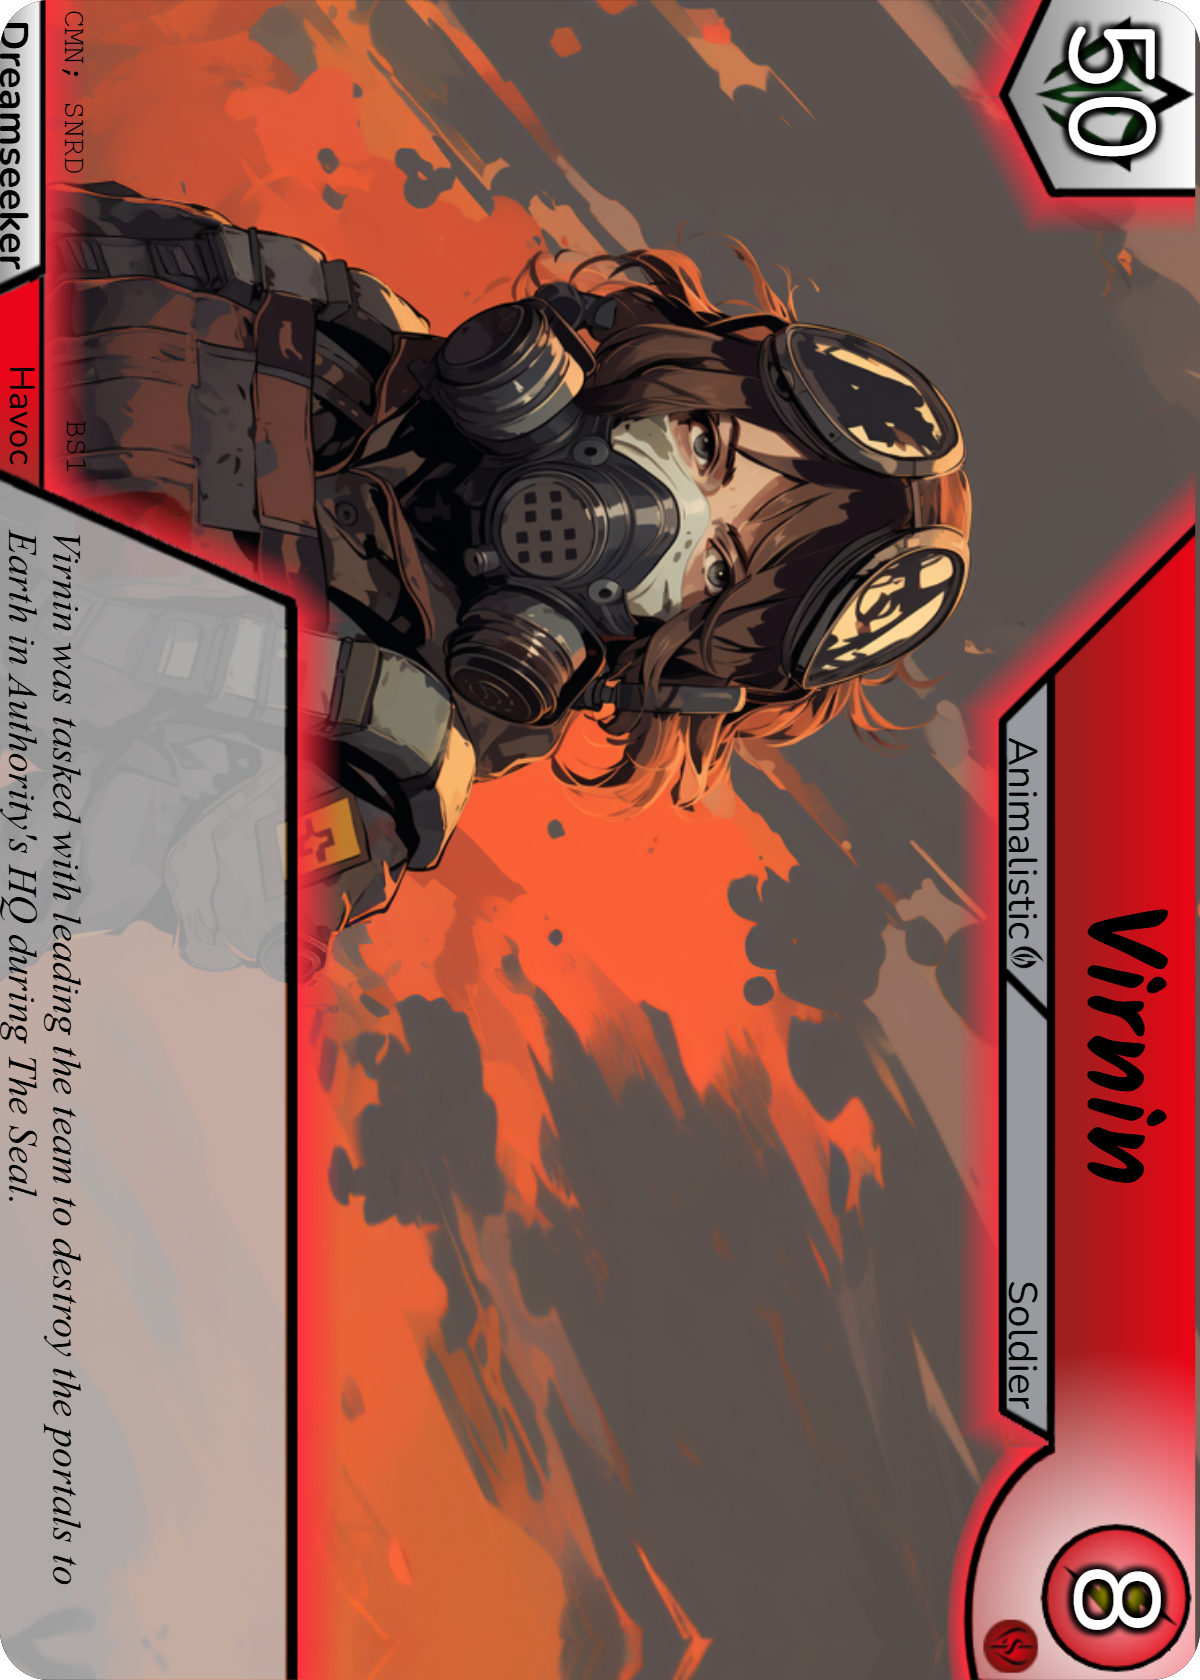 50
Virnin
8
Animalistic
Soldier
CMN; SNRD
BS1
Dreamseeker
Havoc
Virnin was tasked with leading the team to destroy the portals to
Earth in Authority's HQ during The Seal.